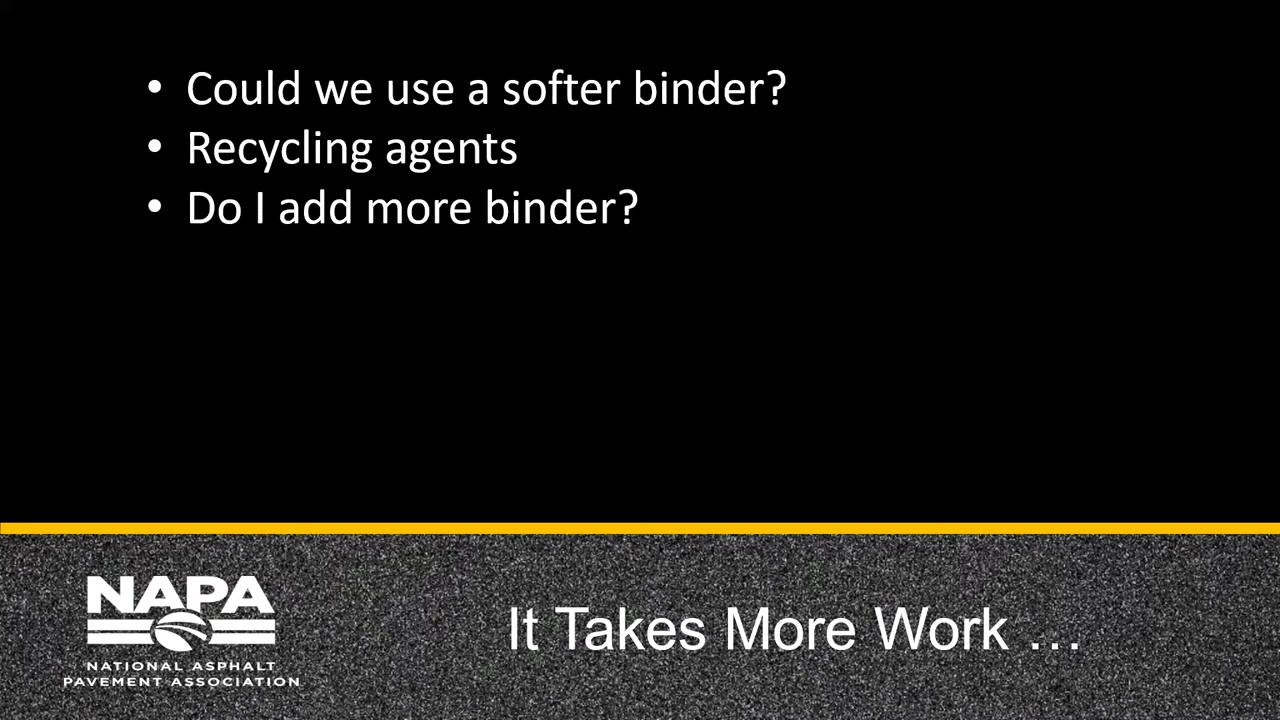 • Could we use a softer binder?
• Recycling agents
• Do I add more binder?
NAPA
NATIONAL ASPHALT
PAVEMENT ASSOCIATION
It Takes More Work ...